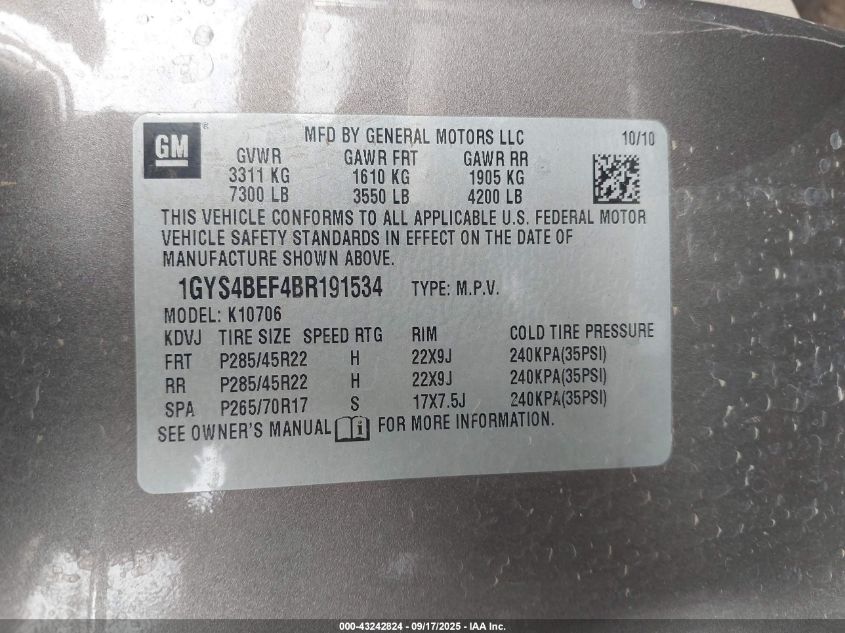 GM
MFD BY GENERAL MOTORS LLC 10/10
GVWR GAWR FRT GAWR RR
3311 KG 1610 KG 1905 KG
7300 LB 3550 LB 4200 LB
THIS VEHICLE CONFORMS TO ALL APPLICABLE U.S. FEDERAL MOTOR
VEHICLE SAFETY STANDARDS IN EFFECT ON THE DATE OF
MANUFACTURE SHOWN ABOVE.
1GYS4BEF4BR191534 TYPE: M.P.V.
MODEL: K10706
KDVJ TIRE SIZE SPEED RTG RIM COLD TIRE PRESSURE
FRT P285/45R22 H 22X9J 240KPA(35PSI)
RR P285/45R22 H 22X9J 240KPA(35PSI)
SPA P265/70R17 S 17X7.5J 240KPA(35PSI)
SEE OWNER'S MANUAL i FOR MORE INFORMATION.
000-43242824 - 09/17/2025 - IAA Inc.